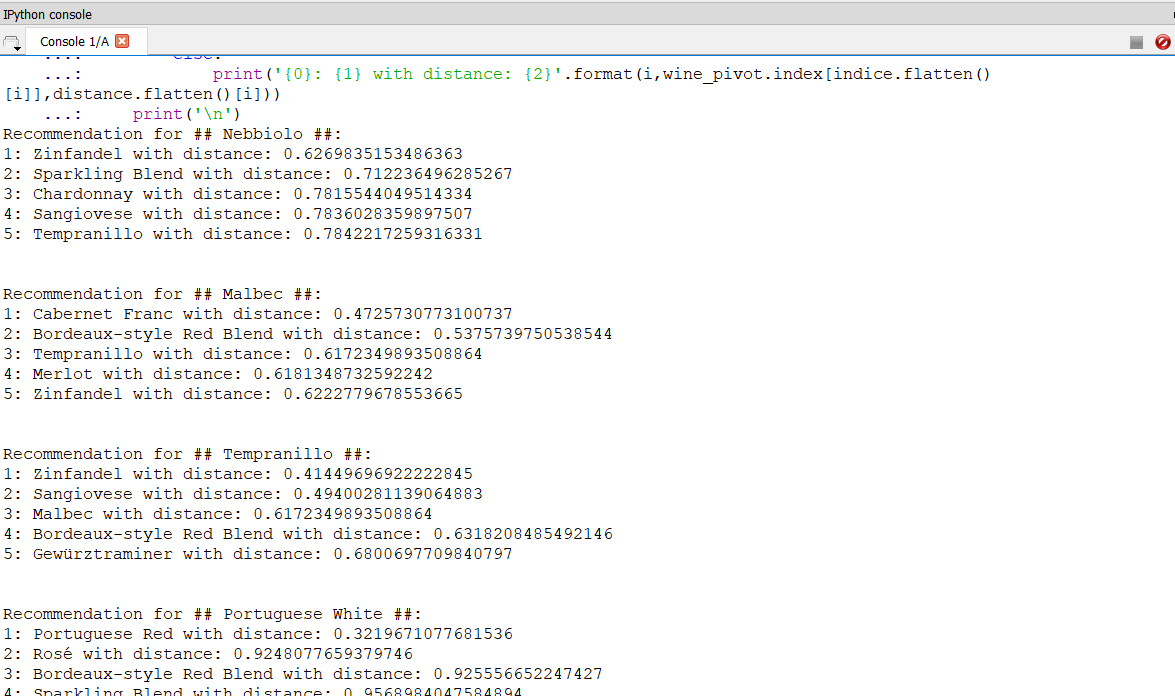 IPython console
Console 1/A
...: else:
...: print('{0}: {1} with distance: {2}'.format(i,wine_pivot.index[indice.flatten()
[i]],distance.flatten()[i]))
...: print('\n')
Recommendation for ## Nebbiolo ##:
1: Zinfandel with distance: 0.6269835153486363
2: Sparkling Blend with distance: 0.712236496285267
3: Chardonnay with distance: 0.7815544049514334
4: Sangiovese with distance: 0.7836028359897507
5: Tempranillo with distance: 0.7842217259316331
Recommendation for ## Malbec ##:
1: Cabernet Franc with distance: 0.4725730773100737
2: Bordeaux-style Red Blend with distance: 0.5375739750538544
3: Tempranillo with distance: 0.6172349893508864
4: Merlot with distance: 0.6181348732592242
5: Zinfandel with distance: 0.6222779678553665
Recommendation for ## Tempranillo ##:
1: Zinfandel with distance: 0.41449696922222845
2: Sangiovese with distance: 0.49400281139064883
3: Malbec with distance: 0.6172349893508864
4: Bordeaux-style Red Blend with distance: 0.6318208485492146
5: Gewürztraminer with distance: 0.6800697709840797
Recommendation for ## Portuguese White ##:
1: Portuguese Red with distance: 0.3219671077681536
2: Rosé with distance: 0.9248077659379746
3: Bordeaux-style Red Blend with distance: 0.925556652247427
4: Sparkling Blend with distance: 0.9568984047584894